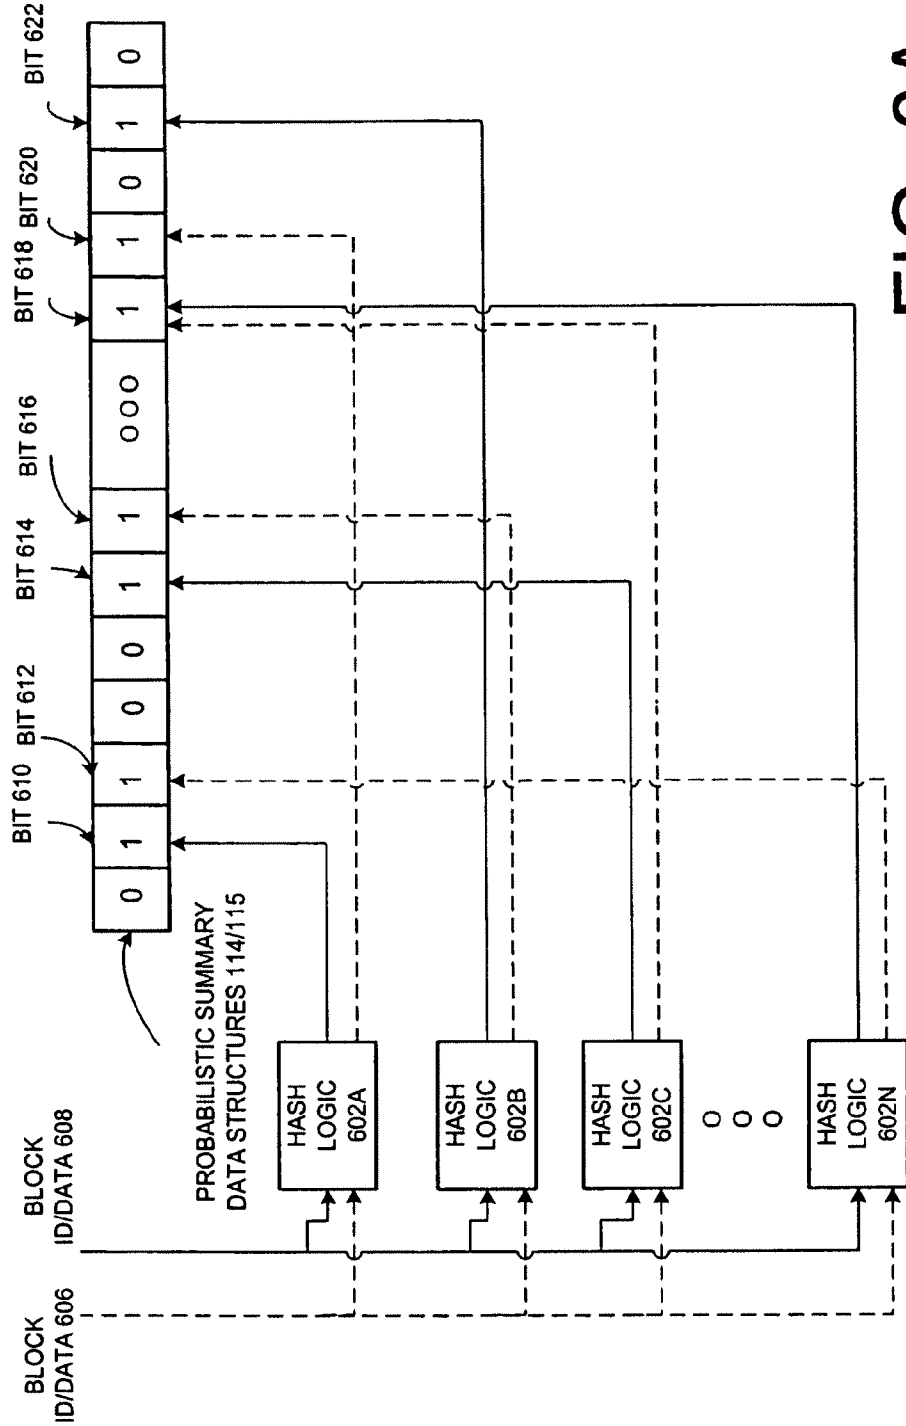 BLOCK
ID/DATA 606
BLOCK
ID/DATA 608
BIT 610
BIT 612
BIT 614
BIT 616
BIT 618
BIT 620
BIT 622
0 1 1 0 0 1 1 1 1 0 1 0
PROBABILISTIC SUMMARY
DATA STRUCTURES 114/115
HASH
LOGIC
602A
HASH
LOGIC
602B
HASH
LOGIC
602C
HASH
LOGIC
602N